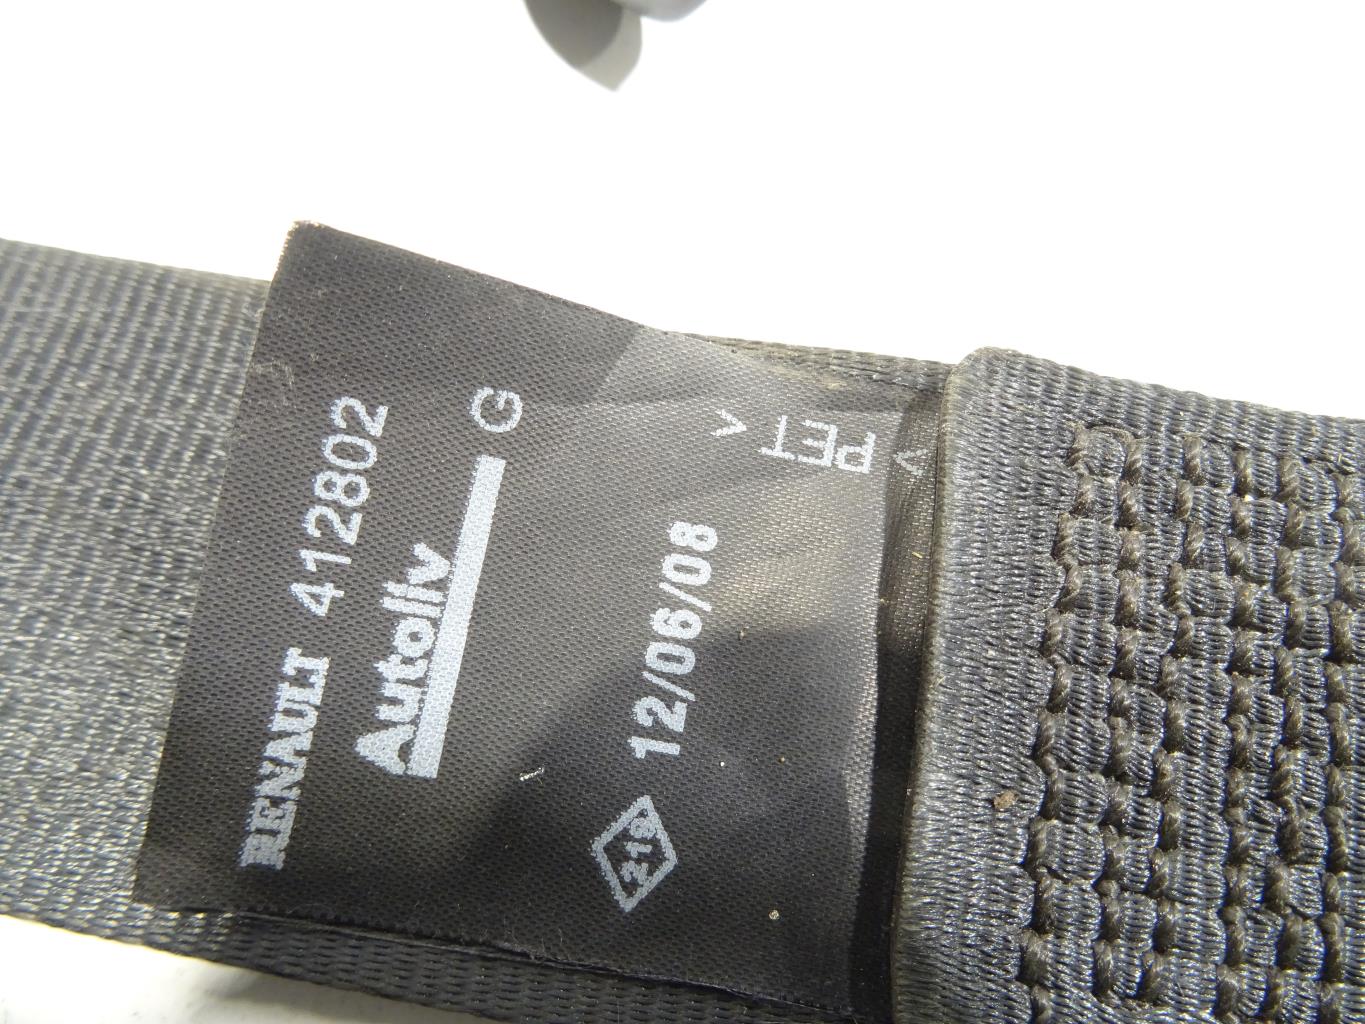 RENAULT 412802
Autoliv G
12/06/08
> PET <